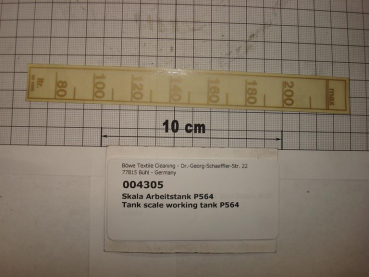 ltr.
80
100
120
140
160
180
200
max.
10 cm
Böwe Textile Cleaning - Dr.-Georg-Schaeffler-Str. 22
77815 Bühl - Germany
004305
Skala Arbeitstank P564
Tank scale working tank P564